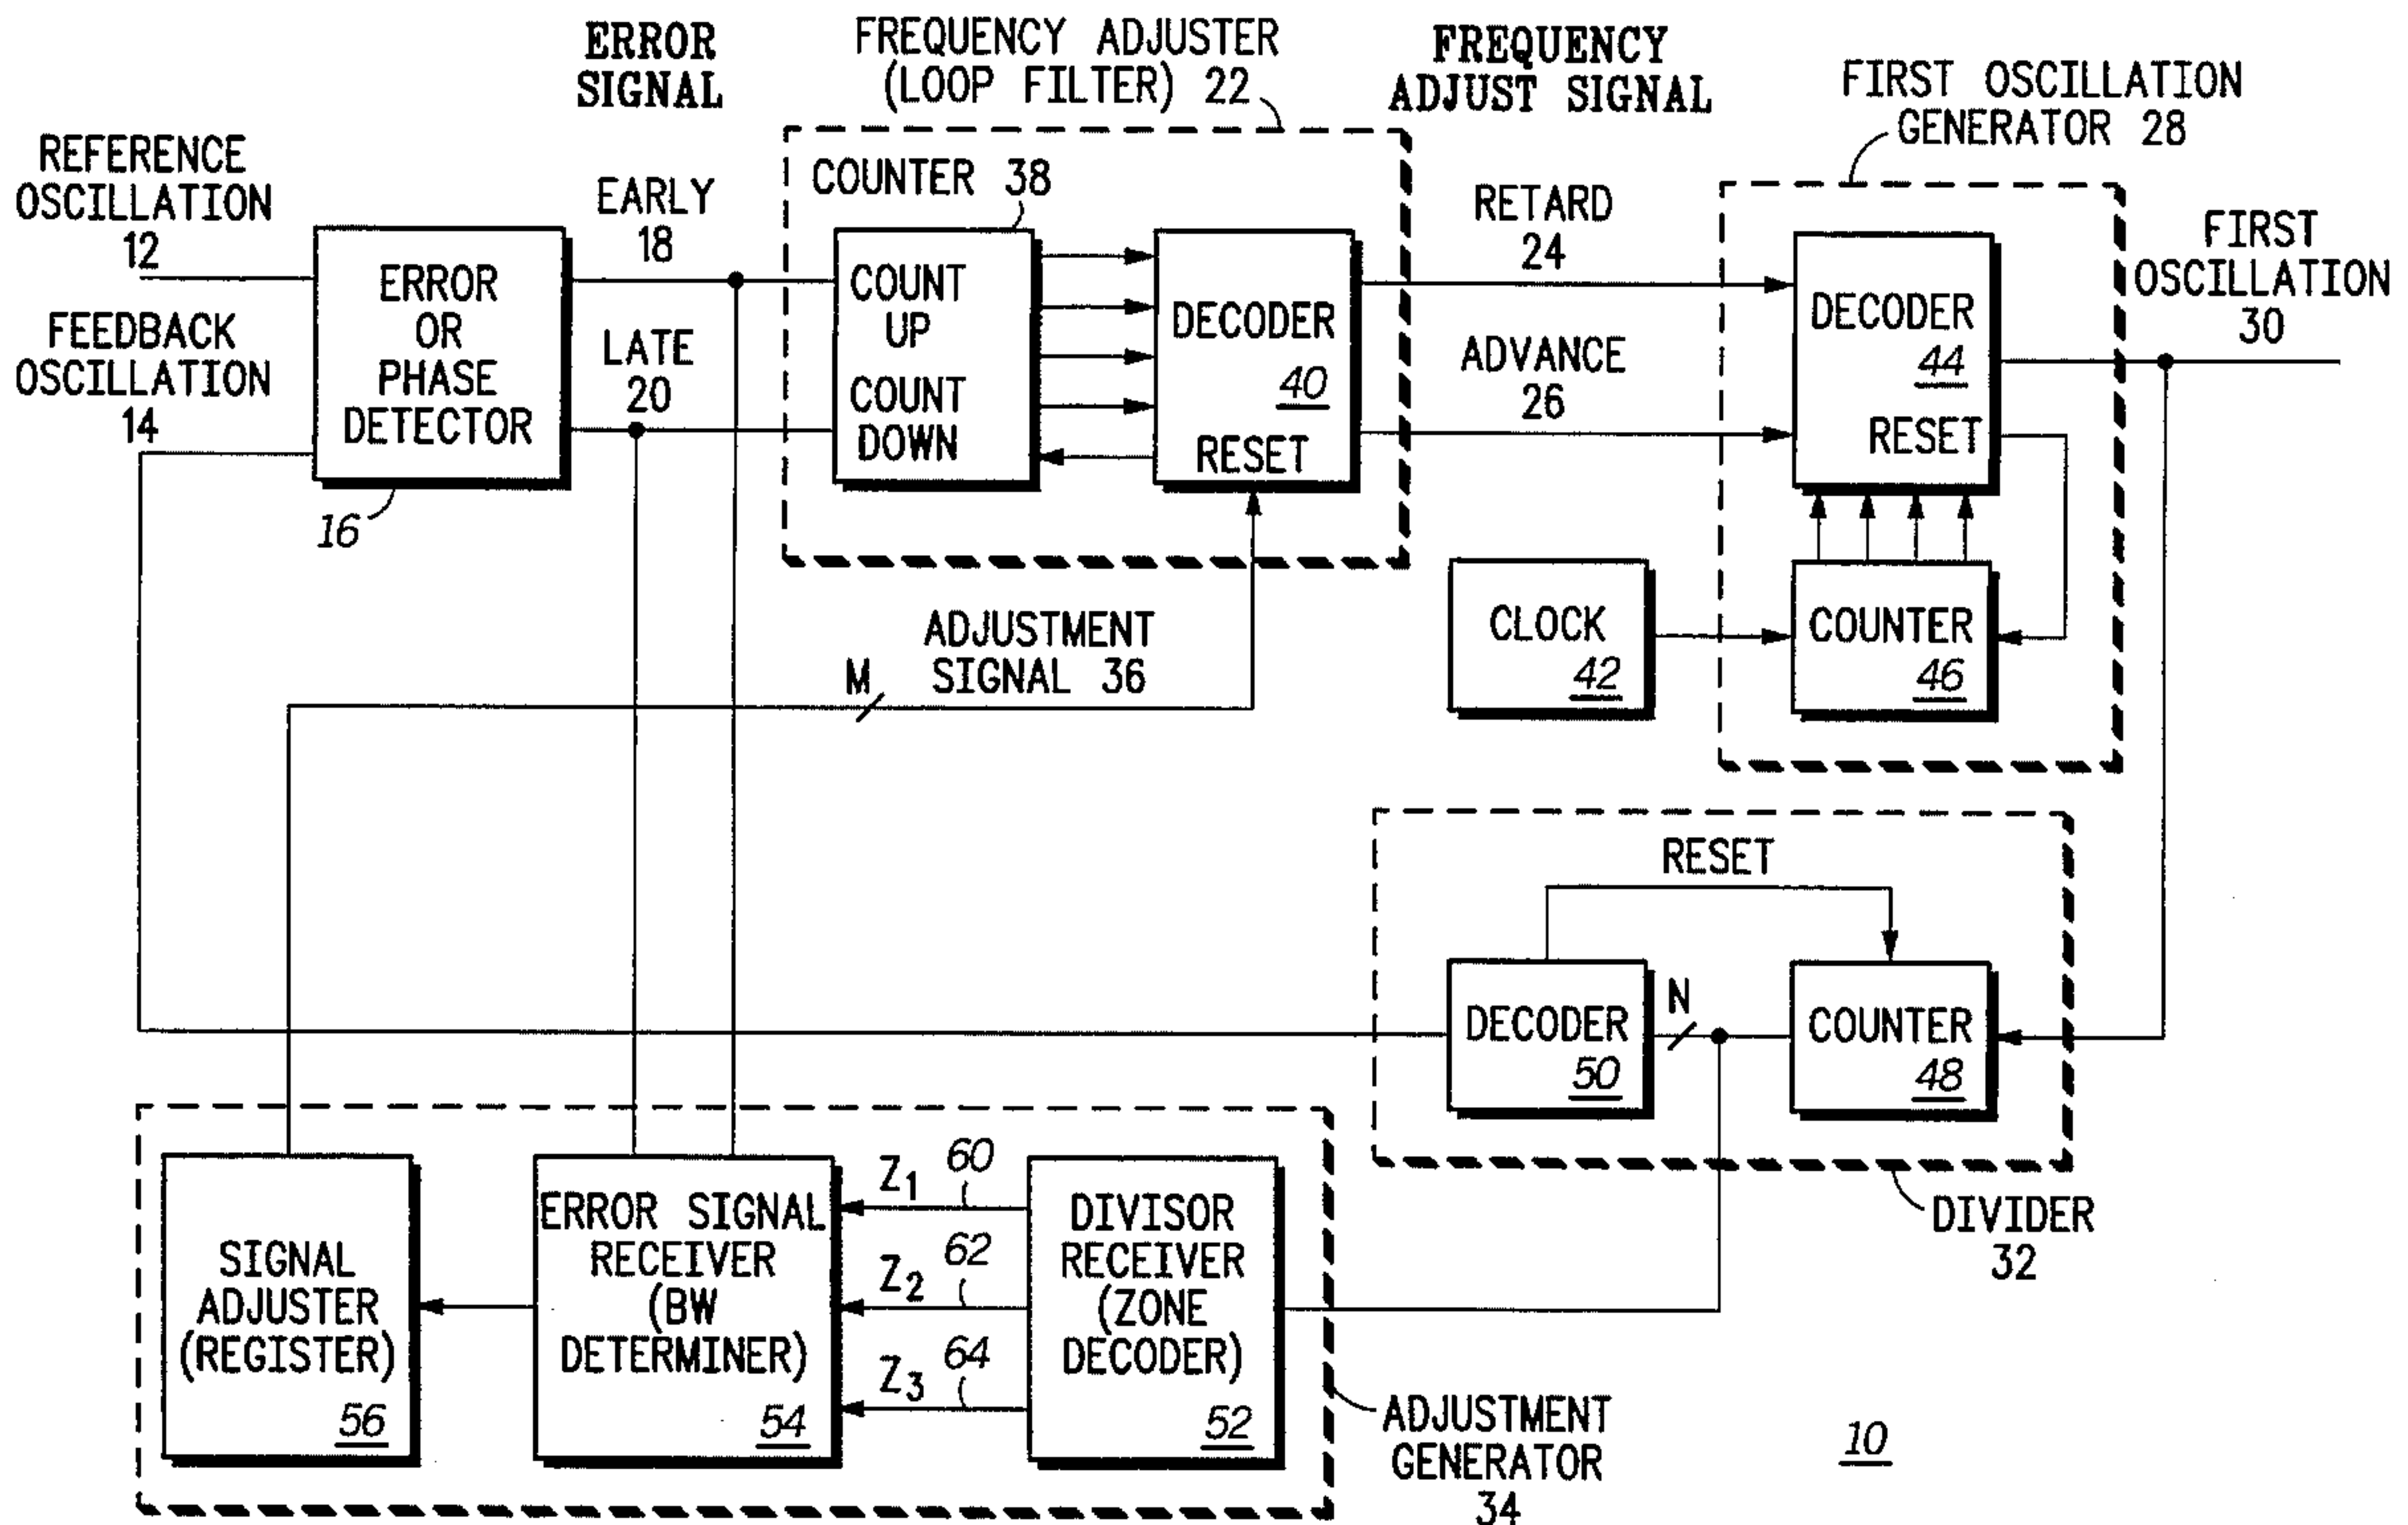 ERROR
SIGNAL
FREQUENCY ADJUSTER
(LOOP FILTER) 22
FREQUENCY
ADJUST SIGNAL
FIRST OSCILLATION
GENERATOR 28
REFERENCE
OSCILLATION
12
FEEDBACK
OSCILLATION
14
ERROR
OR
PHASE
DETECTOR
16
EARLY
18
LATE
20
COUNTER 38
COUNT
UP
COUNT
DOWN
DECODER
40
RESET
RETARD
24
ADVANCE
26
DECODER
44
RESET
FIRST
OSCILLATION
30
CLOCK
42
COUNTER
46
ADJUSTMENT
SIGNAL 36
M
RESET
DECODER
50
N
COUNTER
48
DIVIDER
32
SIGNAL
ADJUSTER
(REGISTER)
56
ERROR SIGNAL
RECEIVER
(BW
DETERMINER)
54
Z1 60
Z2 62
Z3 64
DIVISOR
RECEIVER
(ZONE
DECODER)
52
ADJUSTMENT
GENERATOR
34
10